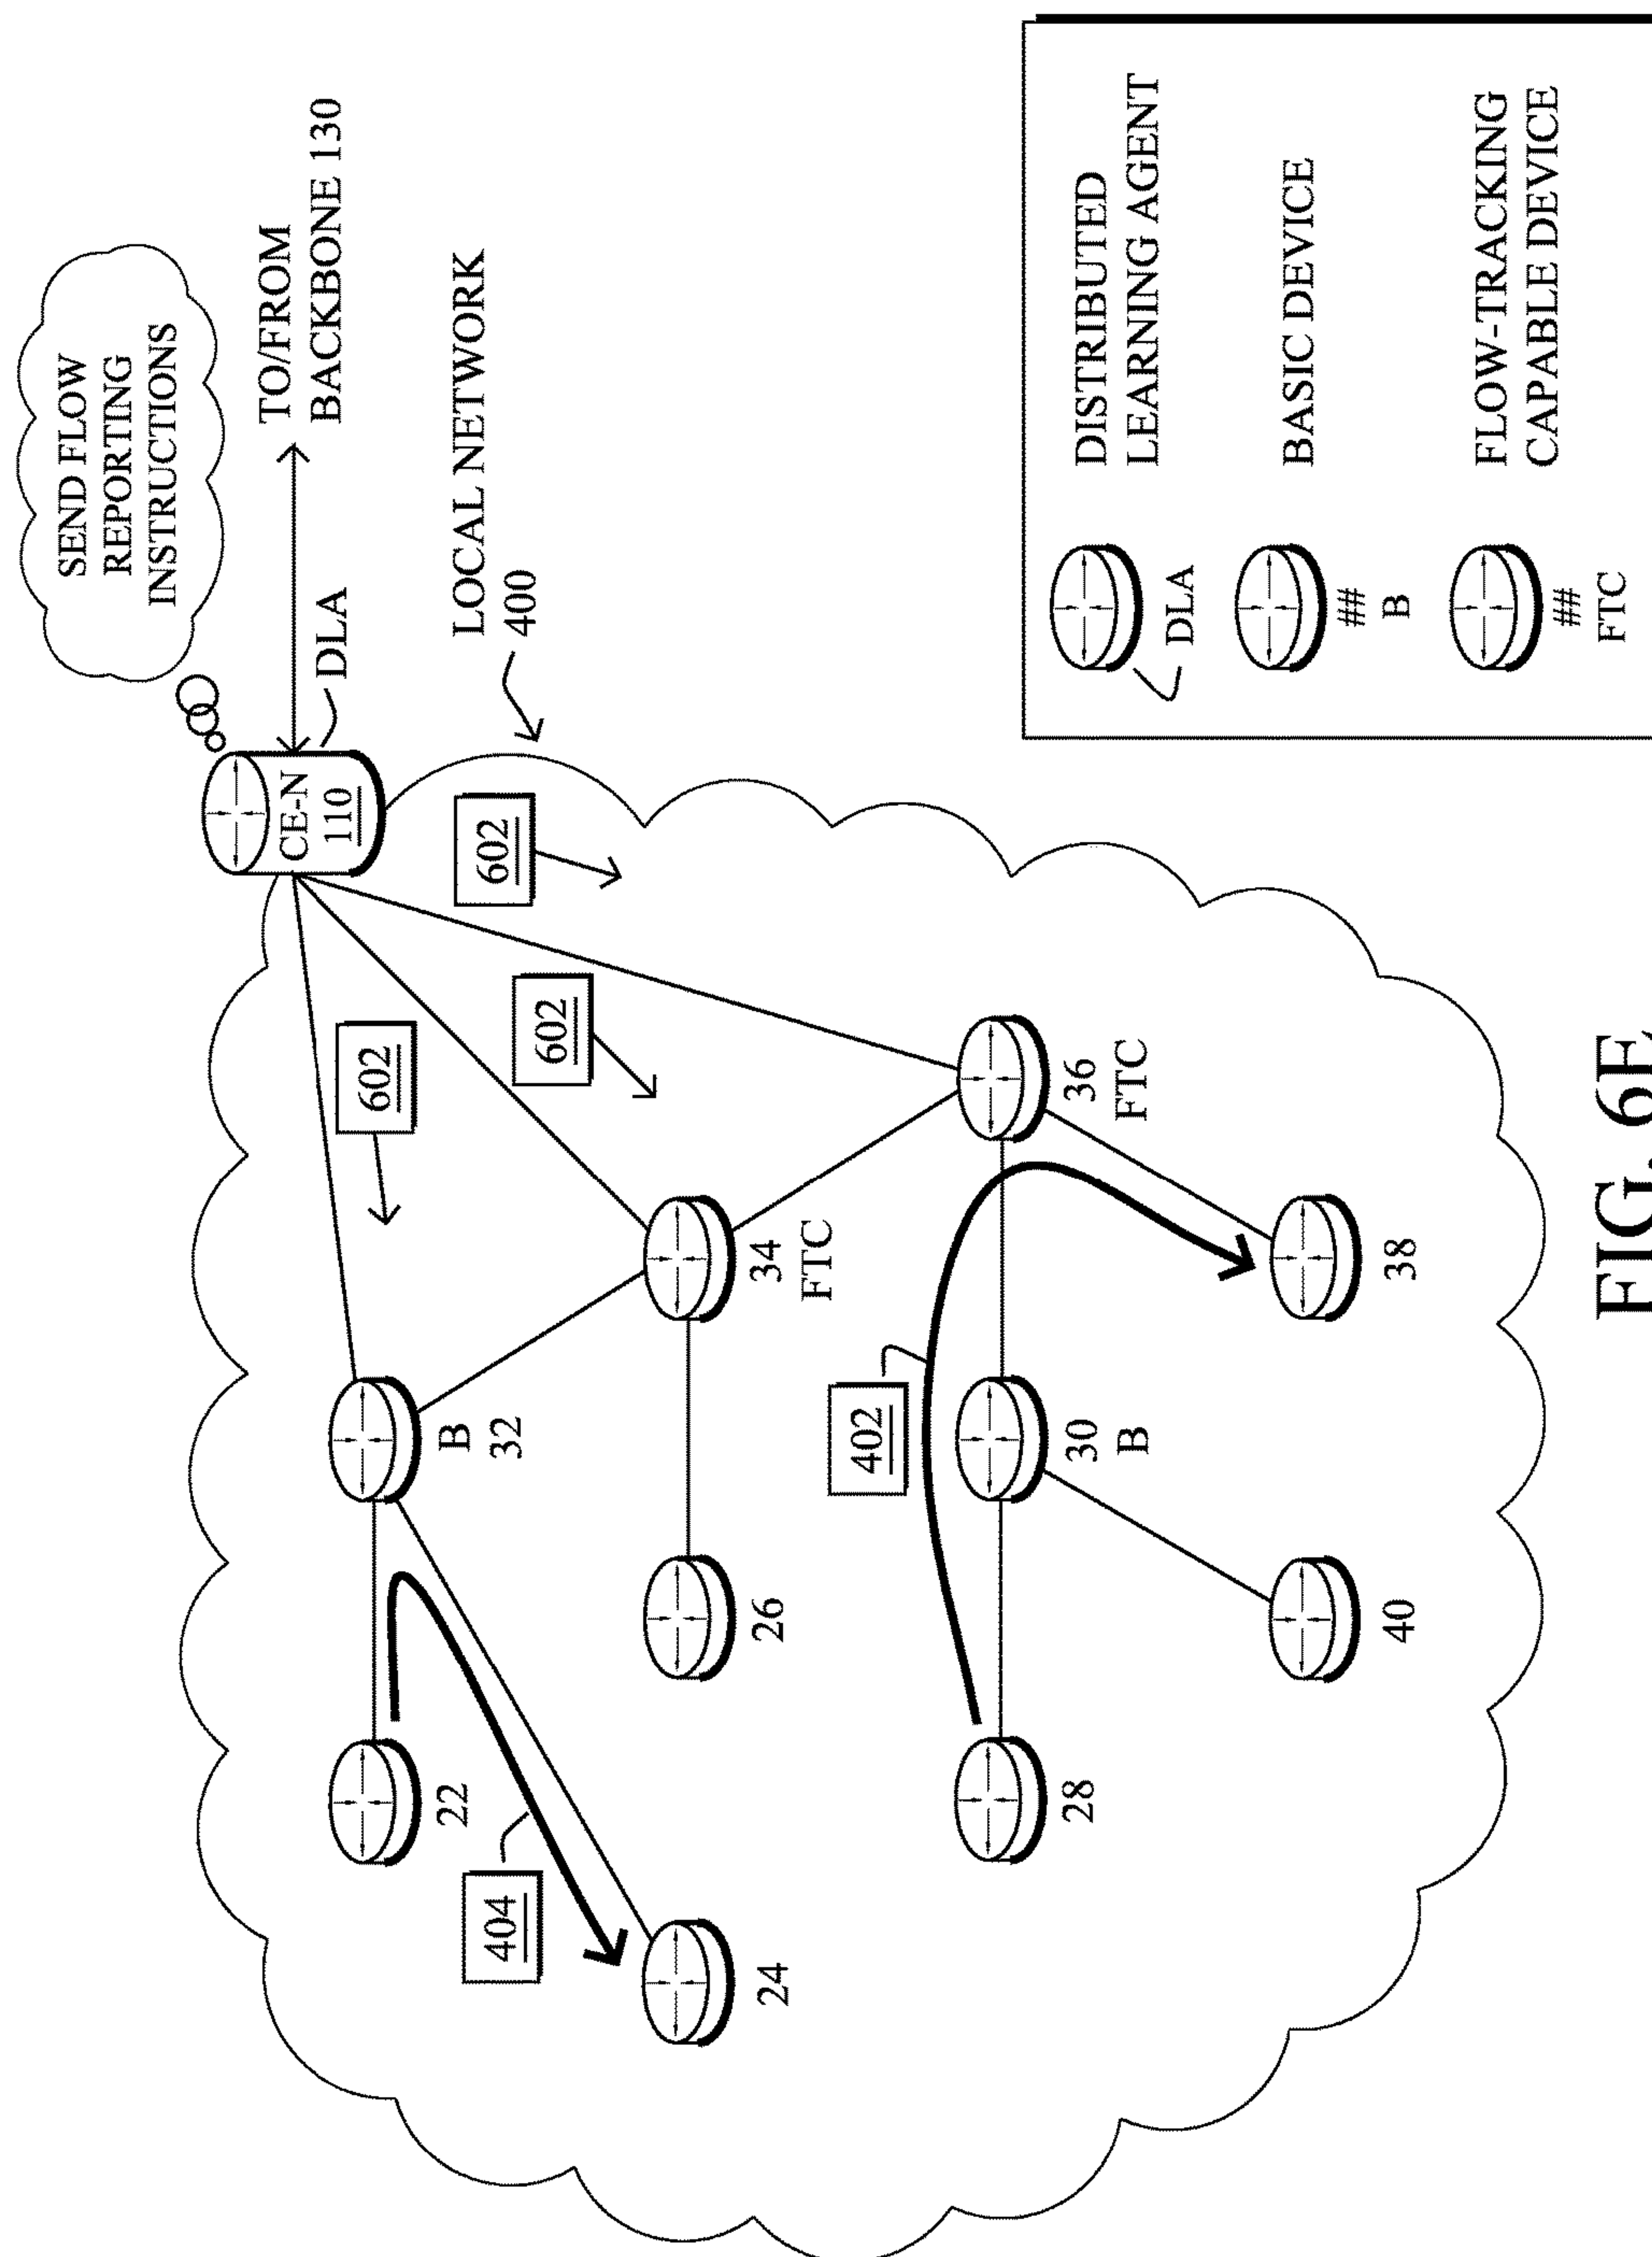 SEND FLOW
REPORTING
INSTRUCTIONS
TO/FROM
BACKBONE 130
CE-N
110
DLA
LOCAL NETWORK
400
602
602
602
B
32
22
404
24
34
FTC
26
402
36
FTC
30
B
28
38
40
DLA
DISTRIBUTED
LEARNING AGENT
##
B
BASIC DEVICE
##
FTC
FLOW-TRACKING
CAPABLE DEVICE